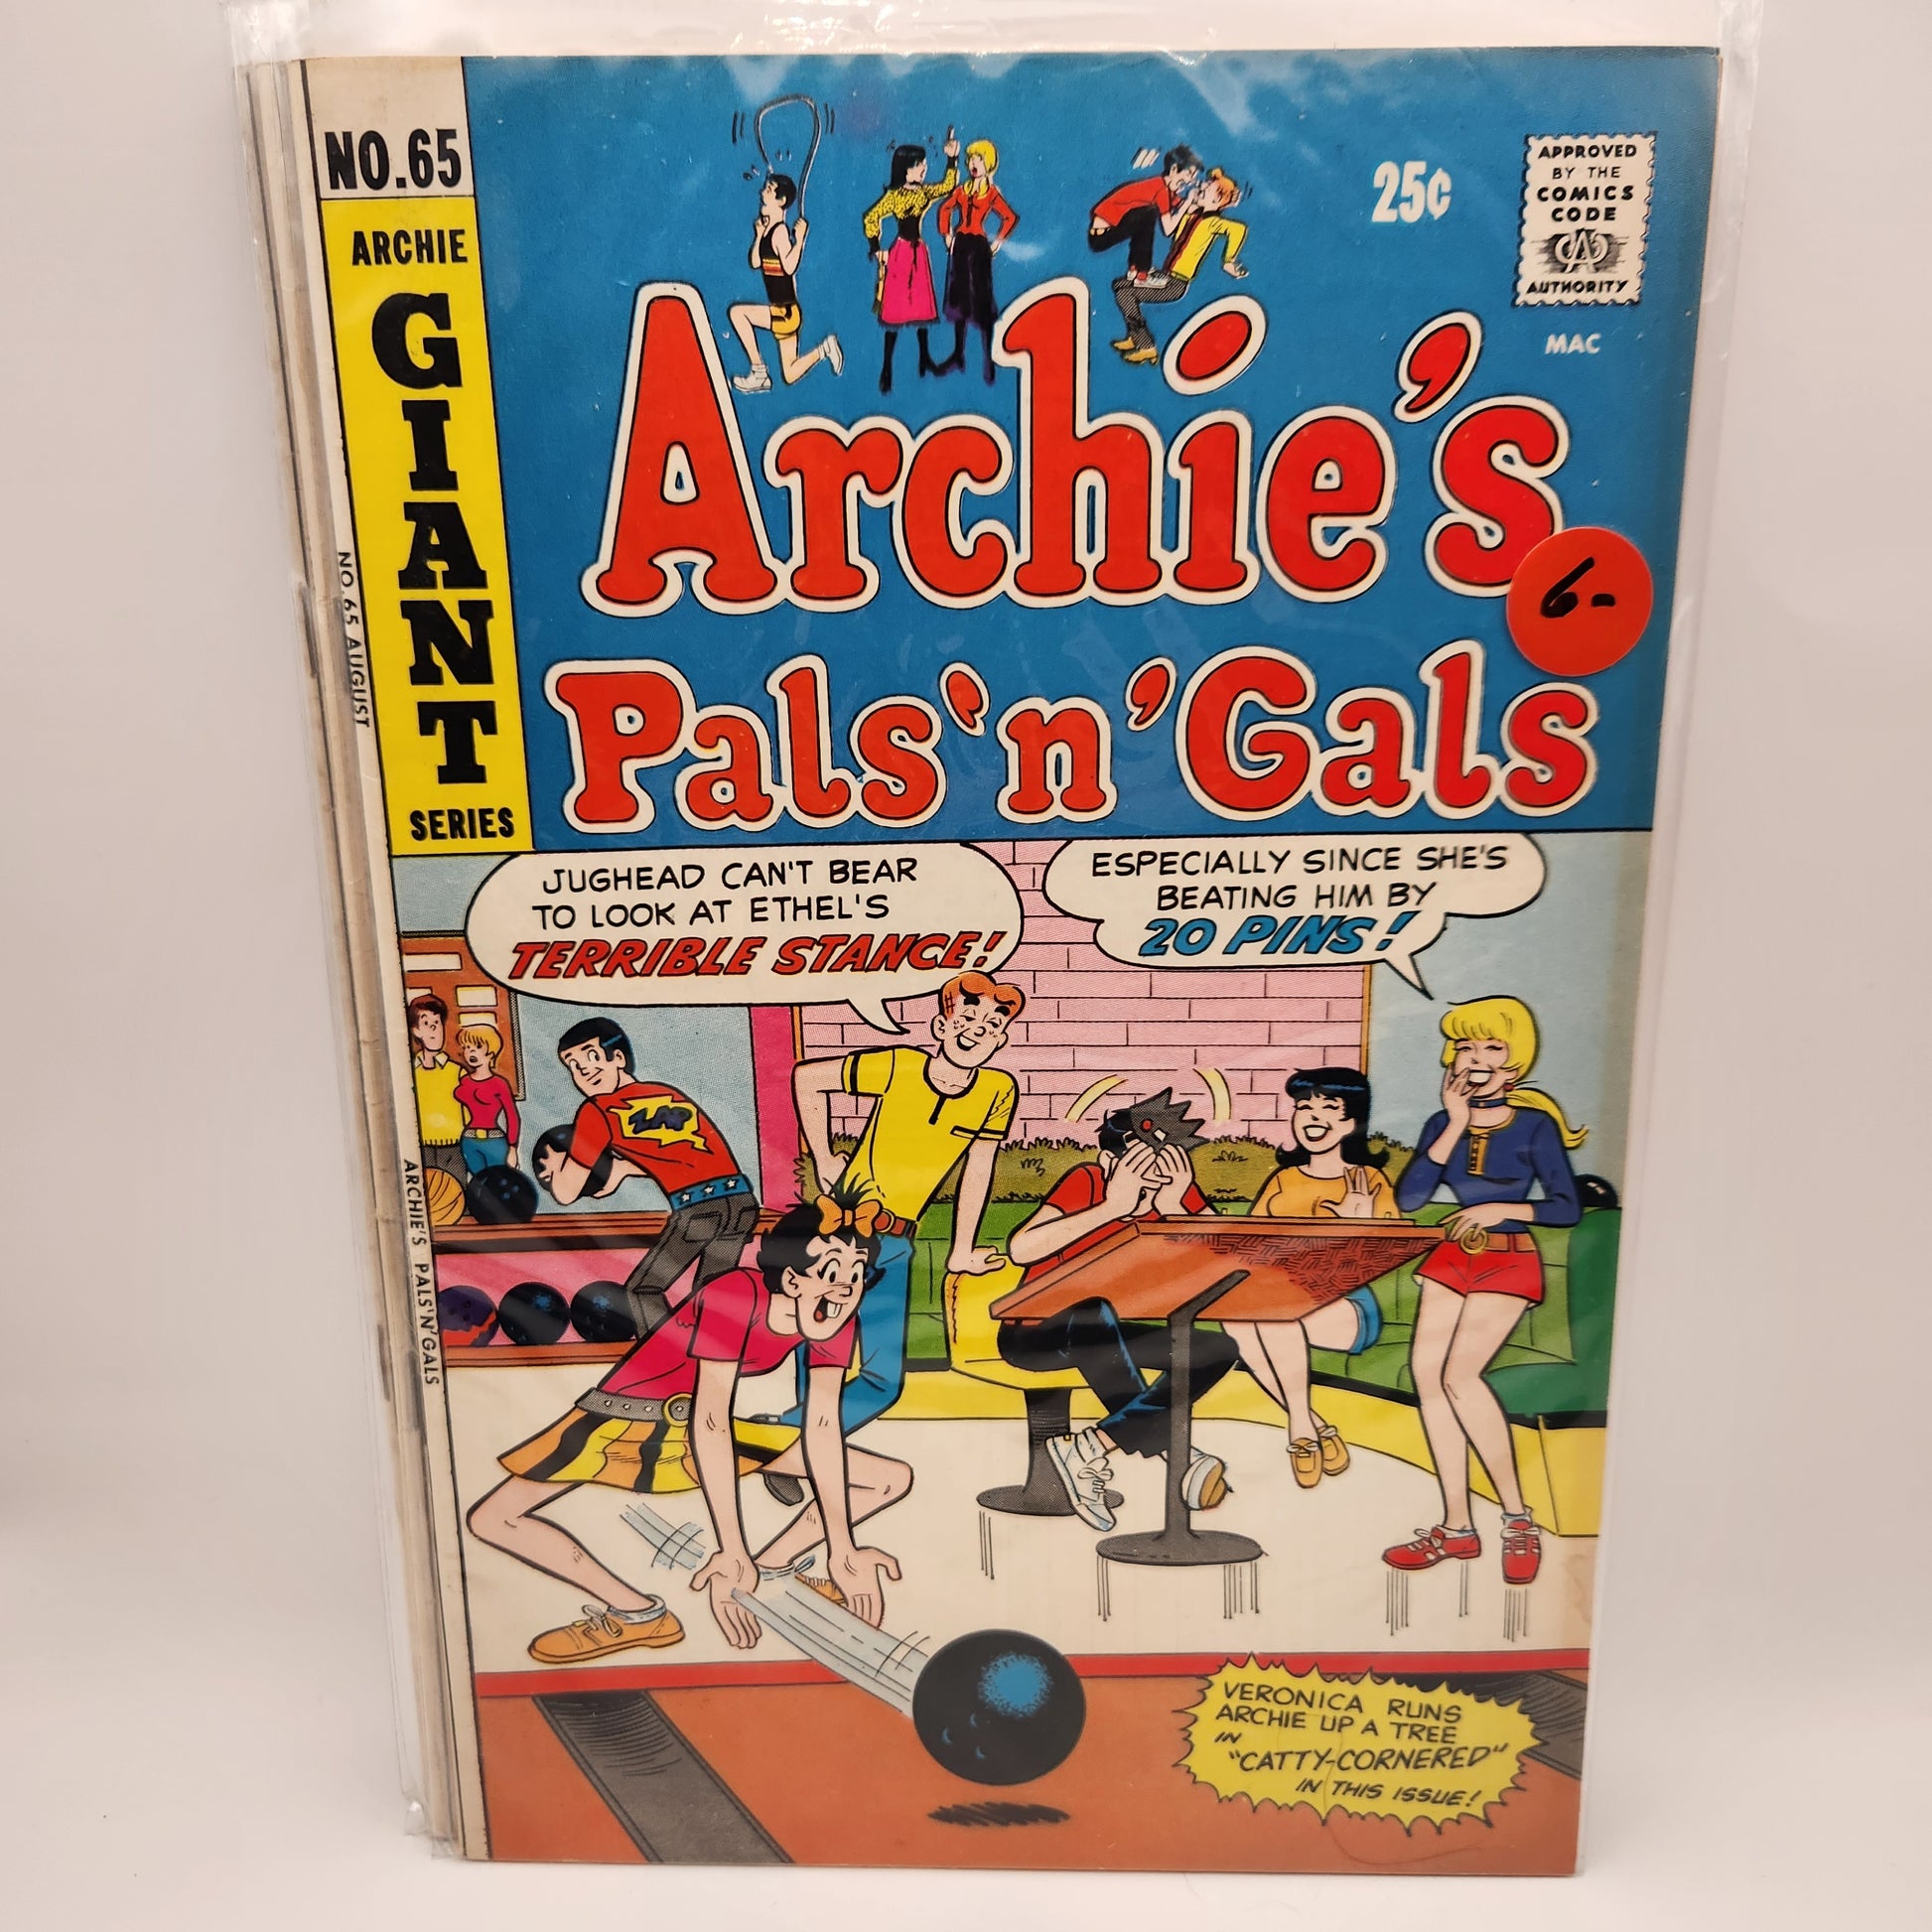 NO.65
ARCHIE
GIANT
SERIES
NO.65 AUGUST
ARCHIE'S PALS'N'GALS
25¢
APPROVED
BY THE
COMICS
CODE
CA
AUTHORITY
MAC
Archie's
6-
Pals 'n' Gals
JUGHEAD CAN'T BEAR
TO LOOK AT ETHEL'S
TERRIBLE STANCE!
ESPECIALLY SINCE SHE'S
BEATING HIM BY
20 PINS!
ZAP
VERONICA RUNS
ARCHIE UP A TREE
IN
"CATTY-CORNERED"
IN THIS ISSUE!